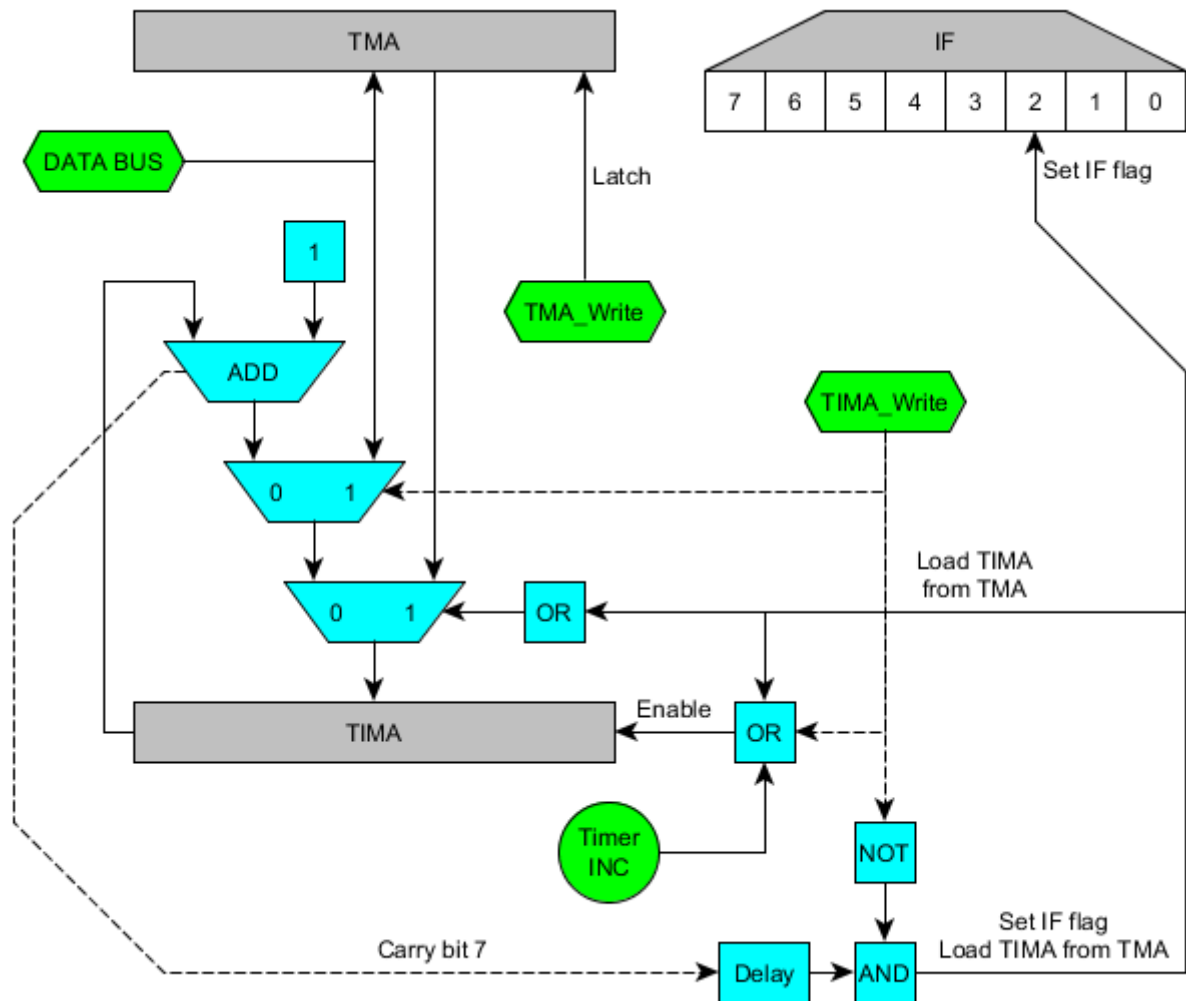 TMA
IF
7 6 5 4 3 2 1 0
DATA BUS
Latch
Set IF flag
1
TMA_Write
ADD
TIMA_Write
0 1
Load TIMA
from TMA
0 1
OR
Enable
TIMA
OR
Timer
INC
NOT
Set IF flag
Load TIMA from TMA
Carry bit 7
Delay
AND